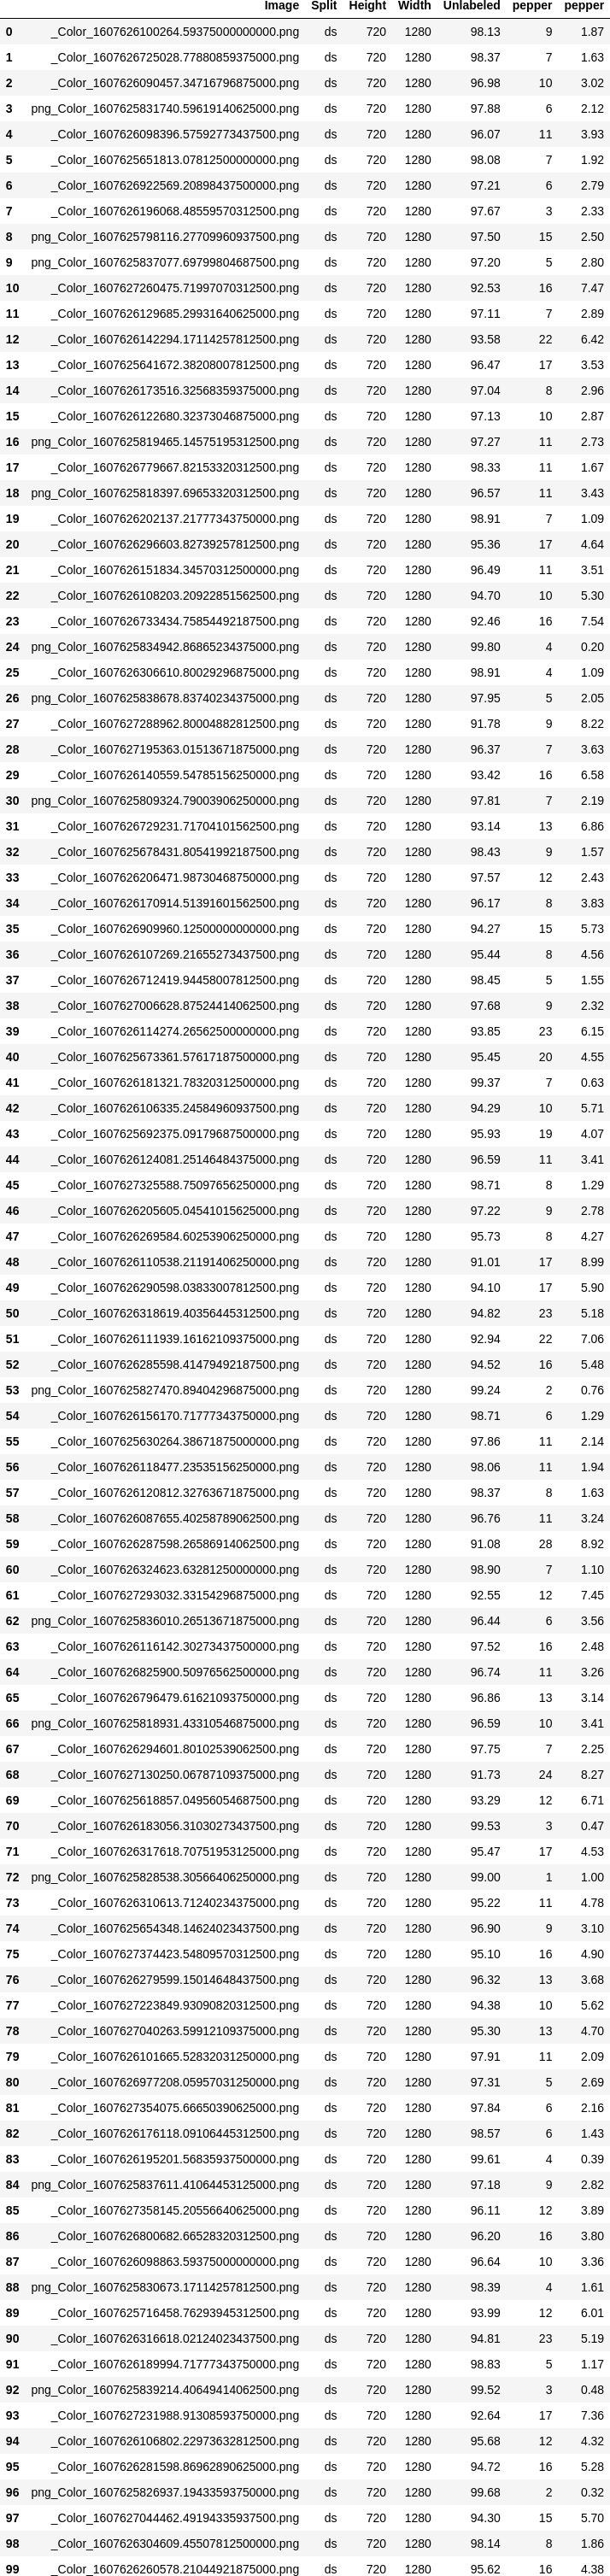 Image Split Height Width Unlabeled pepper pepper
0 _Color_1607626100264.59375000000000.png ds 720 1280 98.13 9 1.87
1 _Color_1607626725028.77880859375000.png ds 720 1280 98.37 7 1.63
2 _Color_1607626090457.34716796875000.png ds 720 1280 96.98 10 3.02
3 png_Color_1607625831740.59619140625000.png ds 720 1280 97.88 6 2.12
4 _Color_1607626098396.57592773437500.png ds 720 1280 96.07 11 3.93
5 _Color_1607625651813.07812500000000.png ds 720 1280 98.08 7 1.92
6 _Color_1607626922569.20898437500000.png ds 720 1280 97.21 6 2.79
7 _Color_1607626196068.48559570312500.png ds 720 1280 97.67 3 2.33
8 png_Color_1607625798116.27709960937500.png ds 720 1280 97.50 15 2.50
9 png_Color_1607625837077.69799804687500.png ds 720 1280 97.20 5 2.80
10 _Color_1607627260475.71997070312500.png ds 720 1280 92.53 16 7.47
11 _Color_1607626129685.29931640625000.png ds 720 1280 97.11 7 2.89
12 _Color_1607626142294.17114257812500.png ds 720 1280 93.58 22 6.42
13 _Color_1607625641672.38208007812500.png ds 720 1280 96.47 17 3.53
14 _Color_1607626173516.32568359375000.png ds 720 1280 97.04 8 2.96
15 _Color_1607626122680.32373046875000.png ds 720 1280 97.13 10 2.87
16 png_Color_1607625819465.14575195312500.png ds 720 1280 97.27 11 2.73
17 _Color_1607626779667.82153320312500.png ds 720 1280 98.33 11 1.67
18 png_Color_1607625818397.69653320312500.png ds 720 1280 96.57 11 3.43
19 _Color_1607626202137.21777343750000.png ds 720 1280 98.91 7 1.09
20 _Color_1607626296603.82739257812500.png ds 720 1280 95.36 17 4.64
21 _Color_1607626151834.34570312500000.png ds 720 1280 96.49 11 3.51
22 _Color_1607626108203.20922851562500.png ds 720 1280 94.70 10 5.30
23 _Color_1607626733434.75854492187500.png ds 720 1280 92.46 16 7.54
24 png_Color_1607625834942.86865234375000.png ds 720 1280 99.80 4 0.20
25 _Color_1607626306610.80029296875000.png ds 720 1280 98.91 4 1.09
26 png_Color_1607625838678.83740234375000.png ds 720 1280 97.95 5 2.05
27 _Color_1607627288962.80004882812500.png ds 720 1280 91.78 9 8.22
28 _Color_1607627195363.01513671875000.png ds 720 1280 96.37 7 3.63
29 _Color_1607626140559.54785156250000.png ds 720 1280 93.42 16 6.58
30 png_Color_1607625809324.79003906250000.png ds 720 1280 97.81 7 2.19
31 _Color_1607626729231.71704101562500.png ds 720 1280 93.14 13 6.86
32 _Color_1607625678431.80541992187500.png ds 720 1280 98.43 9 1.57
33 _Color_1607626206471.98730468750000.png ds 720 1280 97.57 12 2.43
34 _Color_1607626170914.51391601562500.png ds 720 1280 96.17 8 3.83
35 _Color_1607626909960.12500000000000.png ds 720 1280 94.27 15 5.73
36 _Color_1607626107269.21655273437500.png ds 720 1280 95.44 8 4.56
37 _Color_1607626712419.94458007812500.png ds 720 1280 98.45 5 1.55
38 _Color_1607627006628.87524414062500.png ds 720 1280 97.68 9 2.32
39 _Color_1607626114274.26562500000000.png ds 720 1280 93.85 23 6.15
40 _Color_1607625673361.57617187500000.png ds 720 1280 95.45 20 4.55
41 _Color_1607626181321.78320312500000.png ds 720 1280 99.37 7 0.63
42 _Color_1607626106335.24584960937500.png ds 720 1280 94.29 10 5.71
43 _Color_1607625692375.09179687500000.png ds 720 1280 95.93 19 4.07
44 _Color_1607626124081.25146484375000.png ds 720 1280 96.59 11 3.41
45 _Color_1607627325588.75097656250000.png ds 720 1280 98.71 8 1.29
46 _Color_1607626205605.04541015625000.png ds 720 1280 97.22 9 2.78
47 _Color_1607626269584.60253906250000.png ds 720 1280 95.73 8 4.27
48 _Color_1607626110538.21191406250000.png ds 720 1280 91.01 17 8.99
49 _Color_1607626290598.03833007812500.png ds 720 1280 94.10 17 5.90
50 _Color_1607626318619.40356445312500.png ds 720 1280 94.82 23 5.18
51 _Color_1607626111939.16162109375000.png ds 720 1280 92.94 22 7.06
52 _Color_1607626285598.41479492187500.png ds 720 1280 94.52 16 5.48
53 png_Color_1607625827470.89404296875000.png ds 720 1280 99.24 2 0.76
54 _Color_1607626156170.71777343750000.png ds 720 1280 98.71 6 1.29
55 _Color_1607625630264.38671875000000.png ds 720 1280 97.86 11 2.14
56 _Color_1607626118477.23535156250000.png ds 720 1280 98.06 11 1.94
57 _Color_1607626120812.32763671875000.png ds 720 1280 98.37 8 1.63
58 _Color_1607626087655.40258789062500.png ds 720 1280 96.76 11 3.24
59 _Color_1607626287598.26586914062500.png ds 720 1280 91.08 28 8.92
60 _Color_1607626324623.63281250000000.png ds 720 1280 98.90 7 1.10
61 _Color_1607627293032.33154296875000.png ds 720 1280 92.55 12 7.45
62 png_Color_1607625836010.26513671875000.png ds 720 1280 96.44 6 3.56
63 _Color_1607626116142.30273437500000.png ds 720 1280 97.52 16 2.48
64 _Color_1607626825900.50976562500000.png ds 720 1280 96.74 11 3.26
65 _Color_1607626796479.61621093750000.png ds 720 1280 96.86 13 3.14
66 png_Color_1607625818931.43310546875000.png ds 720 1280 96.59 10 3.41
67 _Color_1607626294601.80102539062500.png ds 720 1280 97.75 7 2.25
68 _Color_1607627130250.06787109375000.png ds 720 1280 91.73 24 8.27
69 _Color_1607625618857.04956054687500.png ds 720 1280 93.29 12 6.71
70 _Color_1607626183056.31030273437500.png ds 720 1280 99.53 3 0.47
71 _Color_1607626317618.70751953125000.png ds 720 1280 95.47 17 4.53
72 png_Color_1607625828538.30566406250000.png ds 720 1280 99.00 1 1.00
73 _Color_1607626310613.71240234375000.png ds 720 1280 95.22 11 4.78
74 _Color_1607625654348.14624023437500.png ds 720 1280 96.90 9 3.10
75 _Color_1607627374423.54809570312500.png ds 720 1280 95.10 16 4.90
76 _Color_1607626279599.15014648437500.png ds 720 1280 96.32 13 3.68
77 _Color_1607627223849.93090820312500.png ds 720 1280 94.38 10 5.62
78 _Color_1607627040263.59912109375000.png ds 720 1280 95.30 13 4.70
79 _Color_1607626101665.52832031250000.png ds 720 1280 97.91 11 2.09
80 _Color_1607626977208.05957031250000.png ds 720 1280 97.31 5 2.69
81 _Color_1607627354075.66650390625000.png ds 720 1280 97.84 6 2.16
82 _Color_1607626176118.09106445312500.png ds 720 1280 98.57 6 1.43
83 _Color_1607626195201.56835937500000.png ds 720 1280 99.61 4 0.39
84 png_Color_1607625837611.41064453125000.png ds 720 1280 97.18 9 2.82
85 _Color_1607627358145.20556640625000.png ds 720 1280 96.11 12 3.89
86 _Color_1607626800682.66528320312500.png ds 720 1280 96.20 16 3.80
87 _Color_1607626098863.59375000000000.png ds 720 1280 96.64 10 3.36
88 png_Color_1607625830673.17114257812500.png ds 720 1280 98.39 4 1.61
89 _Color_1607625716458.76293945312500.png ds 720 1280 93.99 12 6.01
90 _Color_1607626316618.02124023437500.png ds 720 1280 94.81 23 5.19
91 _Color_1607626189994.71777343750000.png ds 720 1280 98.83 5 1.17
92 png_Color_1607625839214.40649414062500.png ds 720 1280 99.52 3 0.48
93 _Color_1607627231988.91308593750000.png ds 720 1280 92.64 17 7.36
94 _Color_1607626106802.22973632812500.png ds 720 1280 95.68 12 4.32
95 _Color_1607626281598.86962890625000.png ds 720 1280 94.72 16 5.28
96 png_Color_1607625826937.19433593750000.png ds 720 1280 99.68 2 0.32
97 _Color_1607627044462.49194335937500.png ds 720 1280 94.30 15 5.70
98 _Color_1607626304609.45507812500000.png ds 720 1280 98.14 8 1.86
99 _Color_1607626260578.21044921875000.png ds 720 1280 95.62 16 4.38